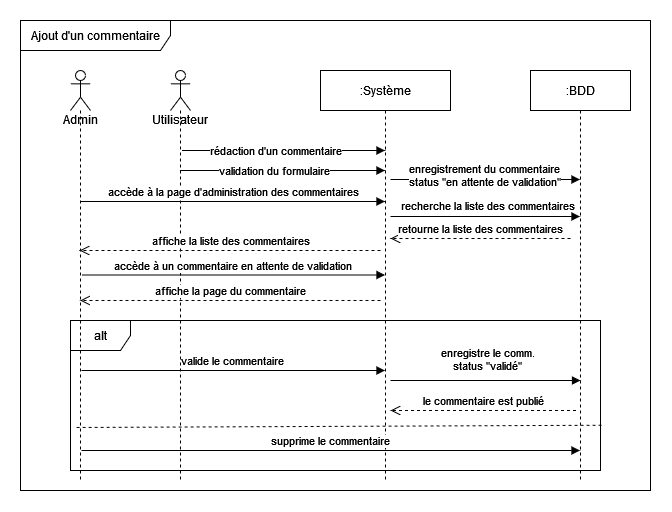 Ajout d'un commentaire
Admin
Utilisateur
:Système
:BDD
rédaction d'un commentaire
validation du formulaire
enregistrement du commentaire
status "en attente de validation"
accède à la page d'administration des commentaires
recherche la liste des commentaires
retourne la liste des commentaires
affiche la liste des commentaires
accède à un commentaire en attente de validation
affiche la page du commentaire
alt
valide le commentaire
enregistre le comm.
status "validé"
le commentaire est publié
supprime le commentaire